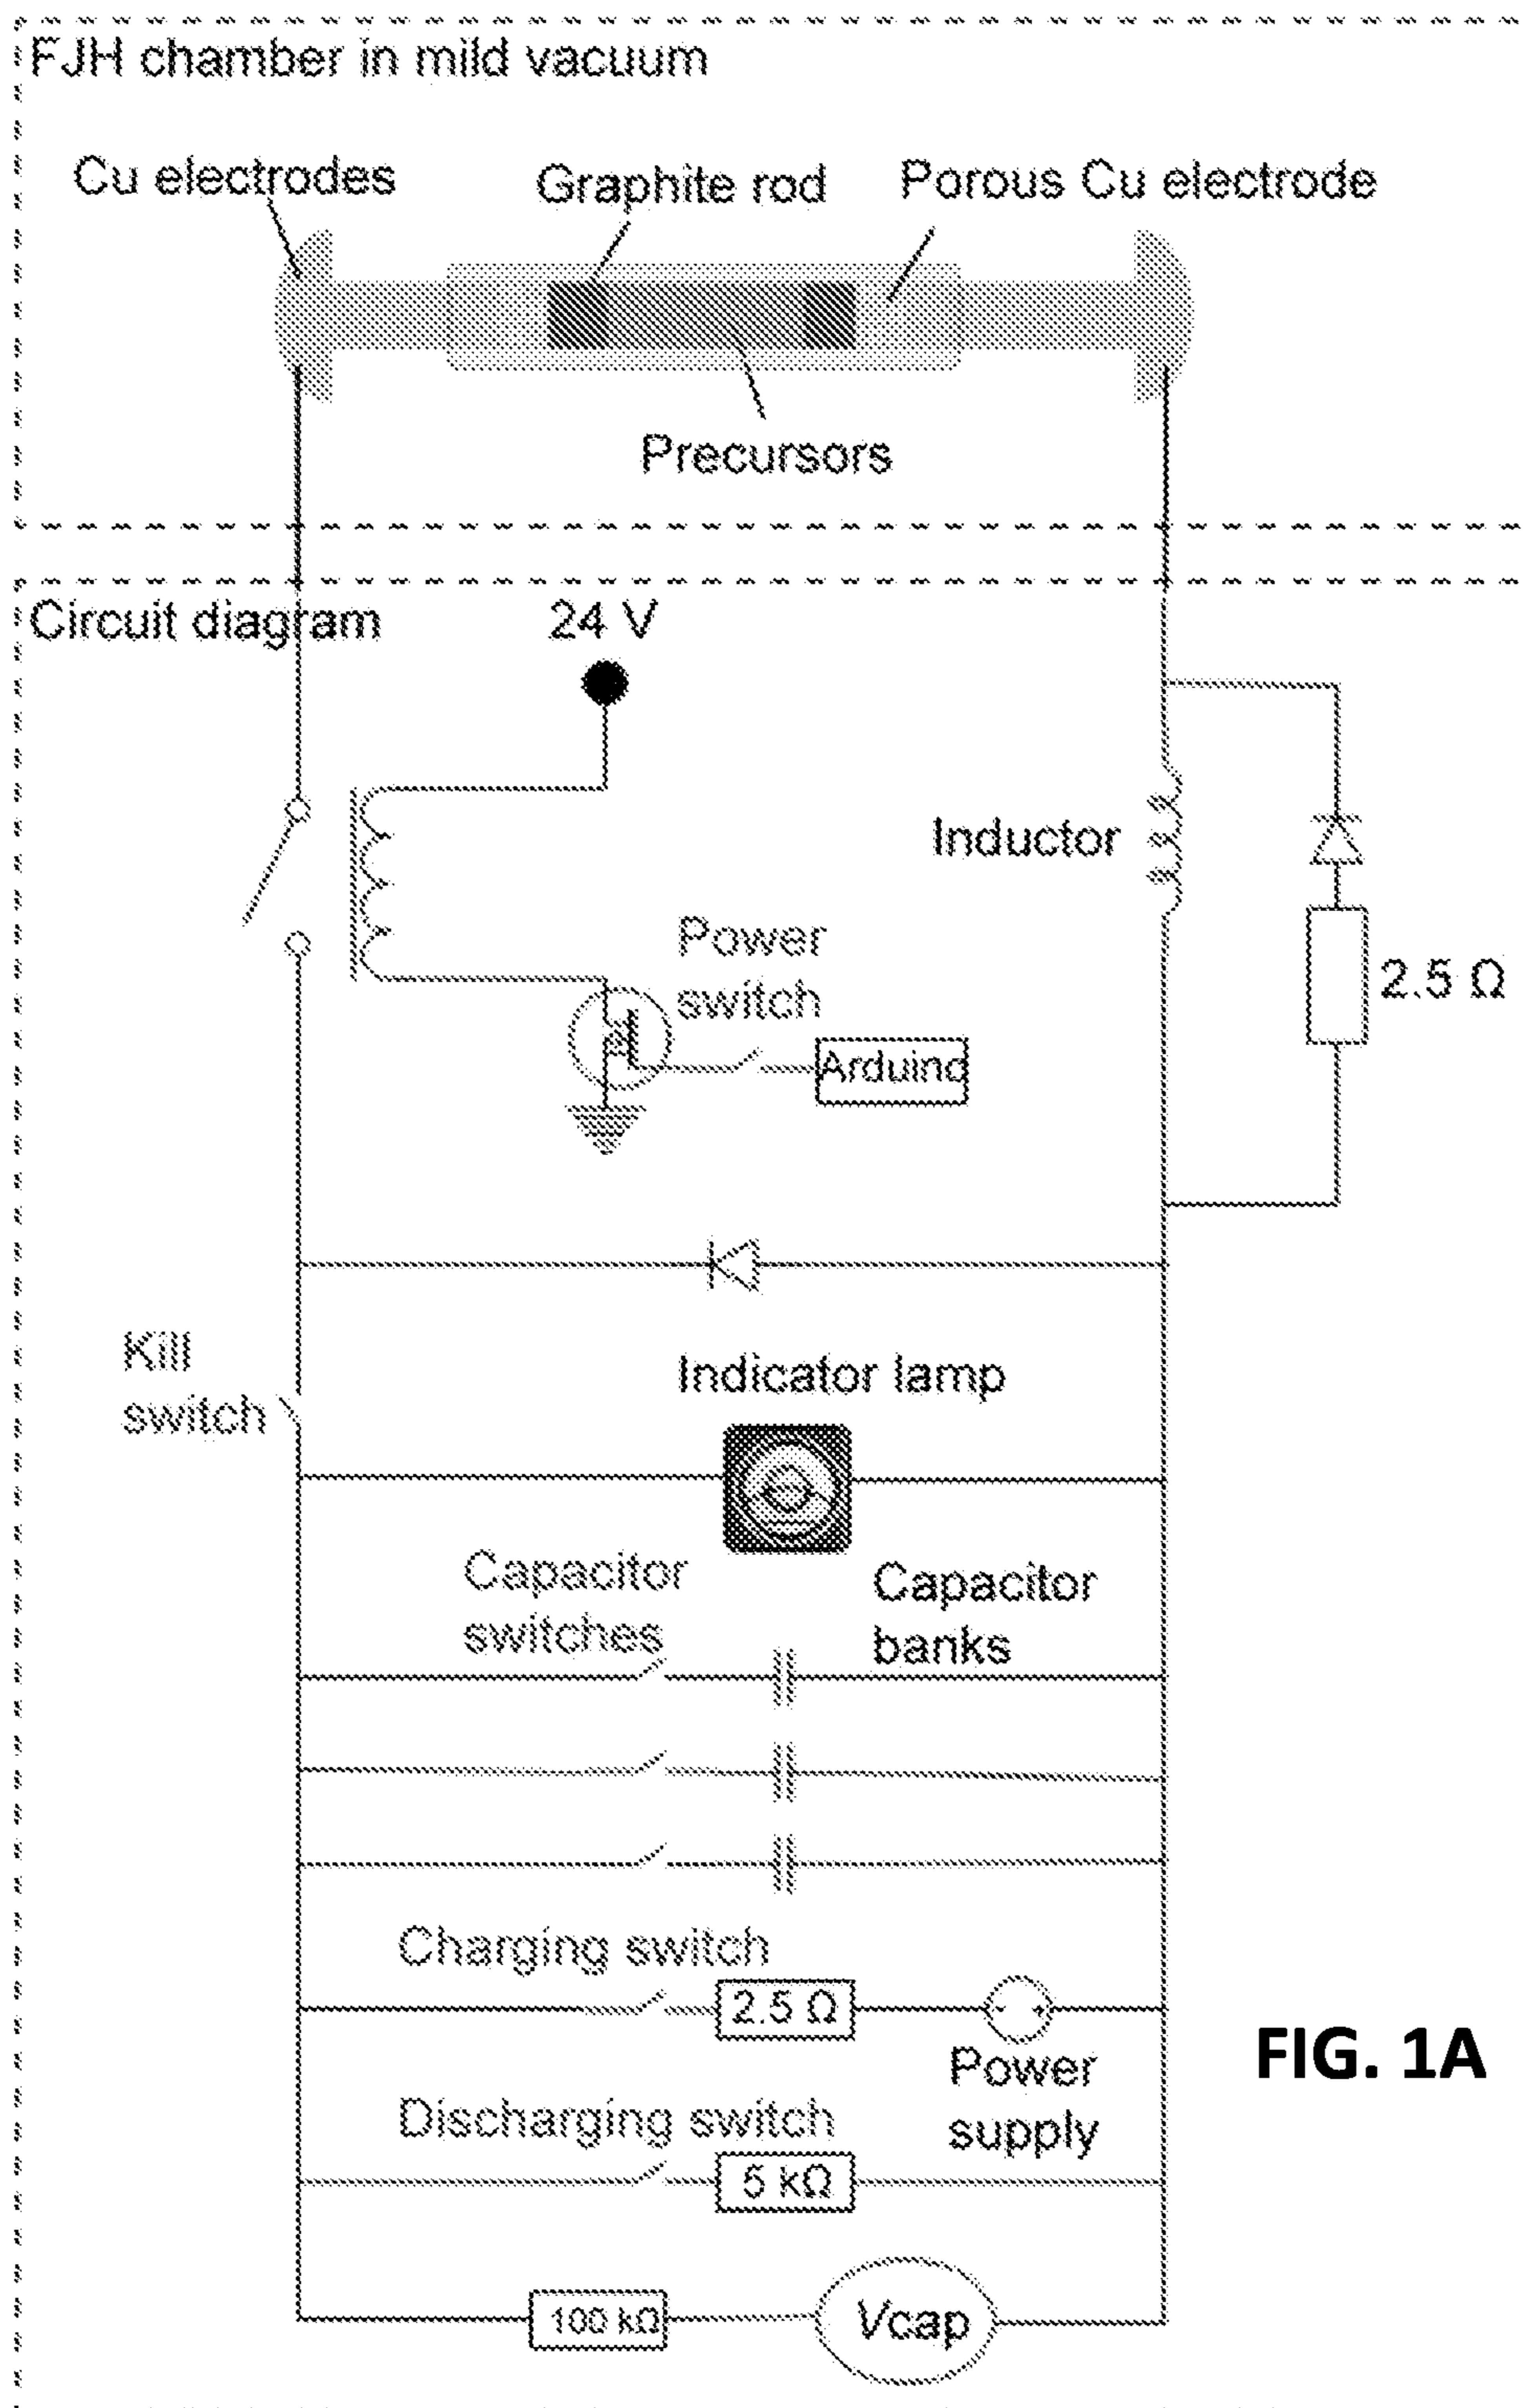 FJH chamber in mild vacuum
Cu electrodes
Graphite rod
Porous Cu electrode
Precursors
Circuit diagram
24 V
Inductor
Power
switch
2.5 Ω
Arduino
Kill
switch
Indicator lamp
Capacitor
switches
Capacitor
banks
Charging switch
2.5 Ω
- +
Power
supply
FIG. 1A
Discharging switch
5 kΩ
100 kΩ
Vcap